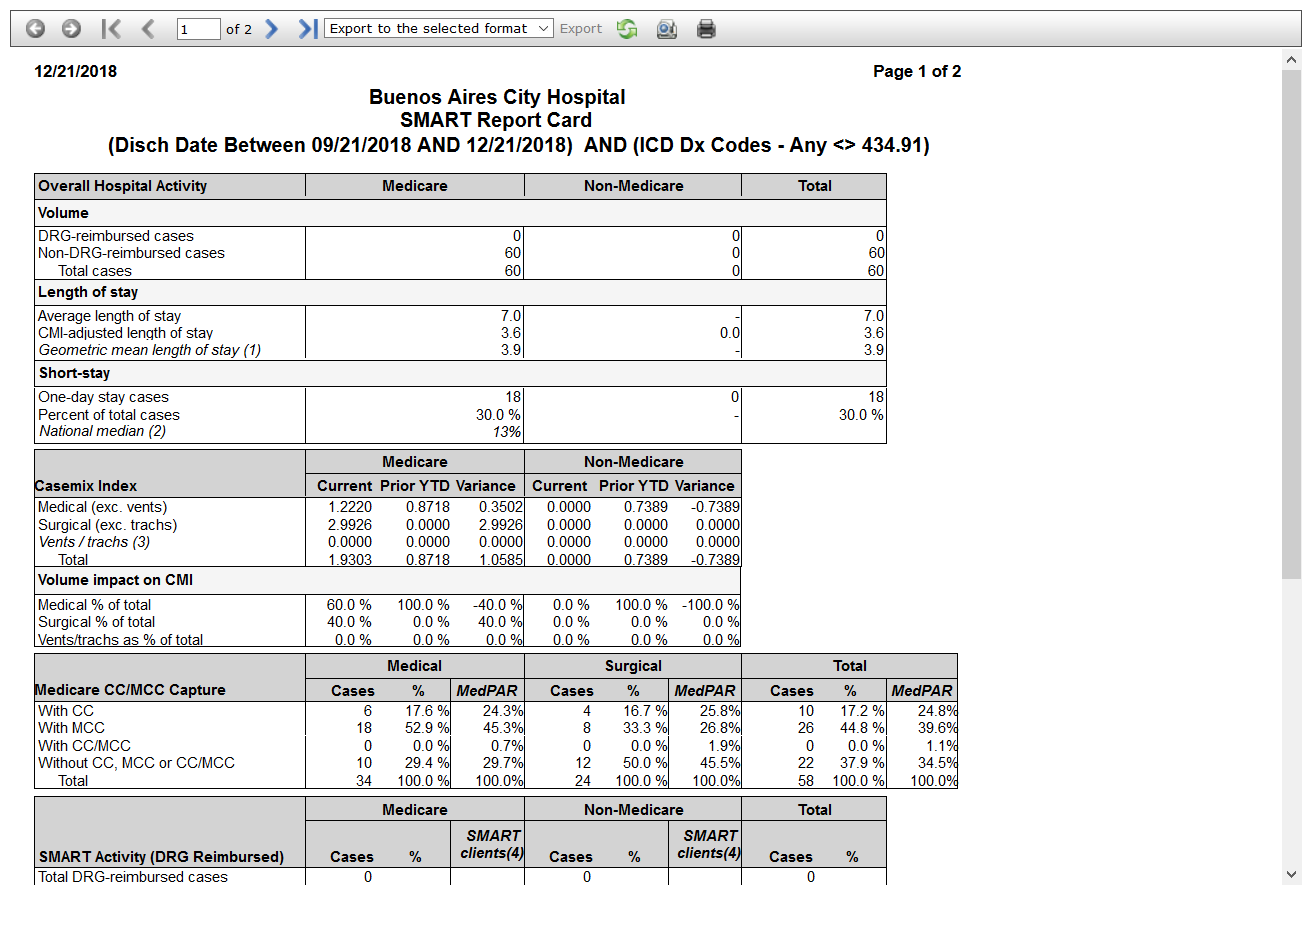 1 of 2 Export to the selected format Export
12/21/2018 Page 1 of 2
Buenos Aires City Hospital
SMART Report Card
(Disch Date Between 09/21/2018 AND 12/21/2018) AND (ICD Dx Codes - Any <> 434.91)
Overall Hospital Activity Medicare Non-Medicare Total
Volume
DRG-reimbursed cases 0 0 0
Non-DRG-reimbursed cases 60 0 60
Total cases 60 0 60
Length of stay
Average length of stay 7.0 - 7.0
CMI-adjusted length of stay 3.6 0.0 3.6
Geometric mean length of stay (1) 3.9 - 3.9
Short-stay
One-day stay cases 18 0 18
Percent of total cases 30.0 % - 30.0 %
National median (2) 13%
Medicare Non-Medicare
Casemix Index Current Prior YTD Variance Current Prior YTD Variance
Medical (exc. vents) 1.2220 0.8718 0.3502 0.0000 0.7389 -0.7389
Surgical (exc. trachs) 2.9926 0.0000 2.9926 0.0000 0.0000 0.0000
Vents / trachs (3) 0.0000 0.0000 0.0000 0.0000 0.0000 0.0000
Total 1.9303 0.8718 1.0585 0.0000 0.7389 -0.7389
Volume impact on CMI
Medical % of total 60.0 % 100.0 % -40.0 % 0.0 % 100.0 % -100.0 %
Surgical % of total 40.0 % 0.0 % 40.0 % 0.0 % 0.0 % 0.0 %
Vents/trachs as % of total 0.0 % 0.0 % 0.0 % 0.0 % 0.0 % 0.0 %
Medical Surgical Total
Medicare CC/MCC Capture Cases % MedPAR Cases % MedPAR Cases % MedPAR
With CC 6 17.6 % 24.3% 4 16.7 % 25.8% 10 17.2 % 24.8%
With MCC 18 52.9 % 45.3% 8 33.3 % 26.8% 26 44.8 % 39.6%
With CC/MCC 0 0.0 % 0.7% 0 0.0 % 1.9% 0 0.0 % 1.1%
Without CC, MCC or CC/MCC 10 29.4 % 29.7% 12 50.0 % 45.5% 22 37.9 % 34.5%
Total 34 100.0 % 100.0% 24 100.0 % 100.0% 58 100.0 % 100.0%
Medicare Non-Medicare Total
SMART SMART
SMART Activity (DRG Reimbursed) Cases % clients(4) Cases % clients(4) Cases %
Total DRG-reimbursed cases 0 0 0